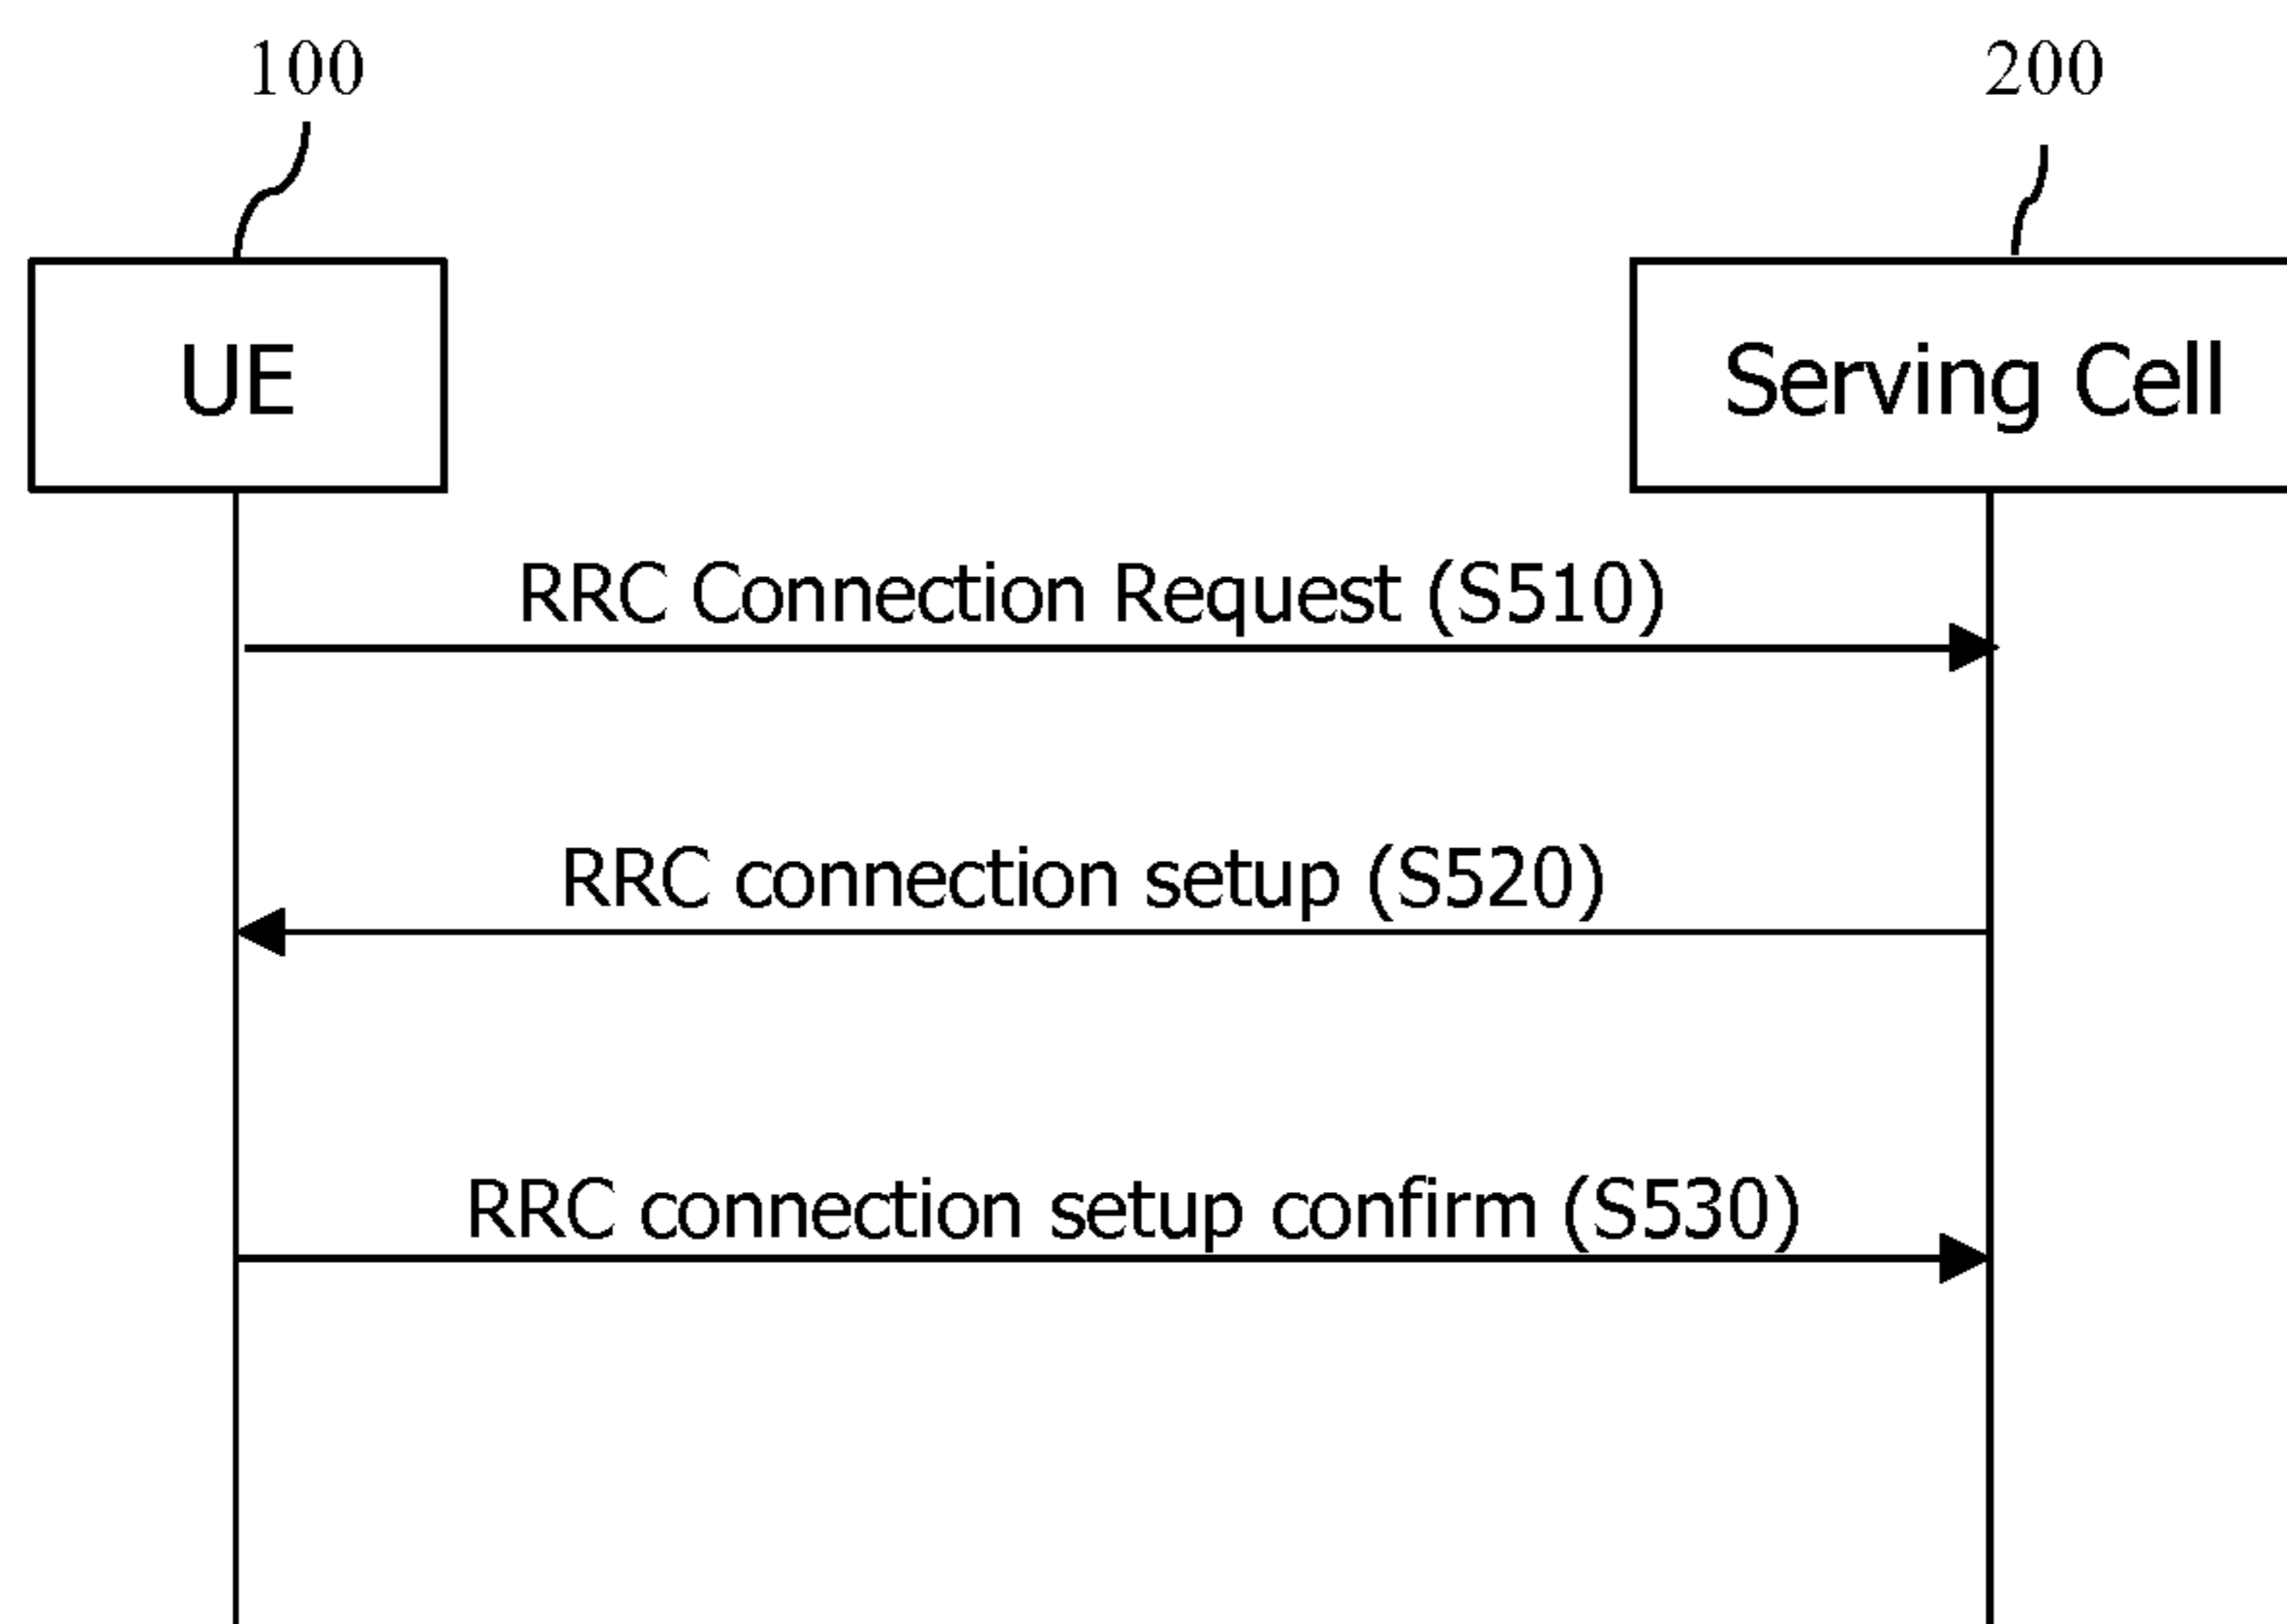 100
200
UE
Serving Cell
RRC Connection Request (S510)
RRC connection setup (S520)
RRC connection setup confirm (S530)